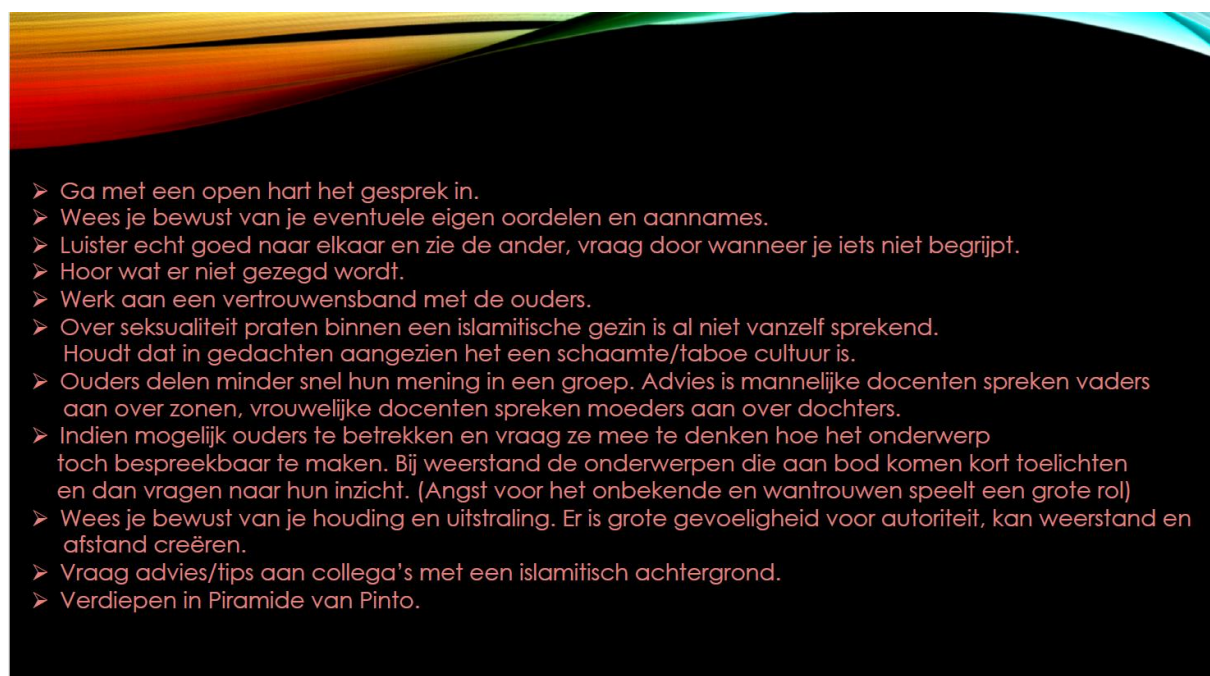 ➢ Ga met een open hart het gesprek in.
➢ Wees je bewust van je eventuele eigen oordelen en aannames.
➢ Luister echt goed naar elkaar en zie de ander, vraag door wanneer je iets niet begrijpt.
➢ Hoor wat er niet gezegd wordt.
➢ Werk aan een vertrouwensband met de ouders.
➢ Over seksualiteit praten binnen een islamitische gezin is al niet vanzelf sprekend.
Houdt dat in gedachten aangezien het een schaamte/taboe cultuur is.
➢ Ouders delen minder snel hun mening in een groep. Advies is mannelijke docenten spreken vaders
aan over zonen, vrouwelijke docenten spreken moeders aan over dochters.
➢ Indien mogelijk ouders te betrekken en vraag ze mee te denken hoe het onderwerp
toch bespreekbaar te maken. Bij weerstand de onderwerpen die aan bod komen kort toelichten
en dan vragen naar hun inzicht. (Angst voor het onbekende en wantrouwen speelt een grote rol)
➢ Wees je bewust van je houding en uitstraling. Er is grote gevoeligheid voor autoriteit, kan weerstand en
afstand creëren.
➢ Vraag advies/tips aan collega's met een islamitisch achtergrond.
➢ Verdiepen in Piramide van Pinto.